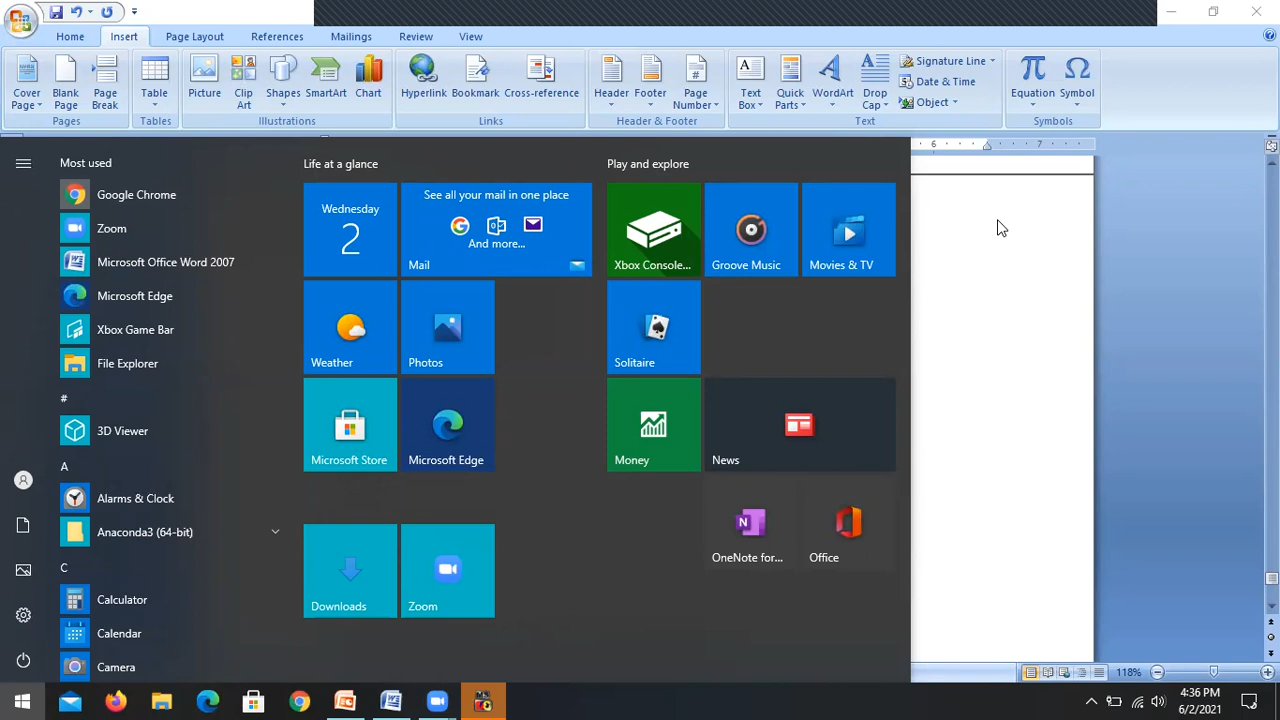 Home Insert Page Layout References Mailings Review View
Cover Page
Blank Page
Page Break
Table
Picture
Clip Art
Shapes
SmartArt
Chart
Hyperlink
Bookmark
Cross-reference
Header
Footer
Page Number
Text Box
Quick Parts
WordArt
Drop Cap
Signature Line
Date & Time
Object
Equation
Symbol
Pages Tables Illustrations Links Header & Footer Text Symbols
6 7
Most used
Google Chrome
Zoom
Microsoft Office Word 2007
Microsoft Edge
Xbox Game Bar
File Explorer
#
3D Viewer
A
Alarms & Clock
Anaconda3 (64-bit)
C
Calculator
Calendar
Camera
Life at a glance
Wednesday
2
See all your mail in one place
And more...
Mail
Weather
Photos
Microsoft Store
Microsoft Edge
Downloads
Zoom
Play and explore
Xbox Console...
Groove Music
Movies & TV
Solitaire
Money
News
OneNote for...
Office
118%
4:36 PM
6/2/2021